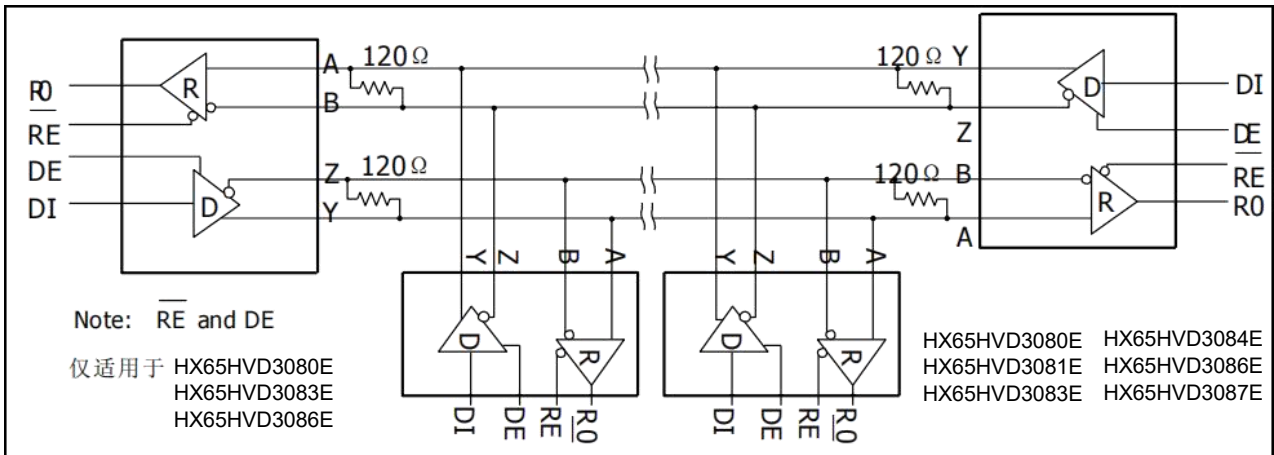 A 120Ω
120Ω Y
R0
R
B
D
DI
RE
Z
DE
DE
Z 120Ω
120Ω B
RE
DI
D
Y
R
R0
A
Y Z B A
Y Z B A
D R
D R
DI DE RE R0
DI DE RE R0
Note: RE and DE
仅适用于 HX65HVD3080E
HX65HVD3083E
HX65HVD3086E
HX65HVD3080E HX65HVD3084E
HX65HVD3081E HX65HVD3086E
HX65HVD3083E HX65HVD3087E